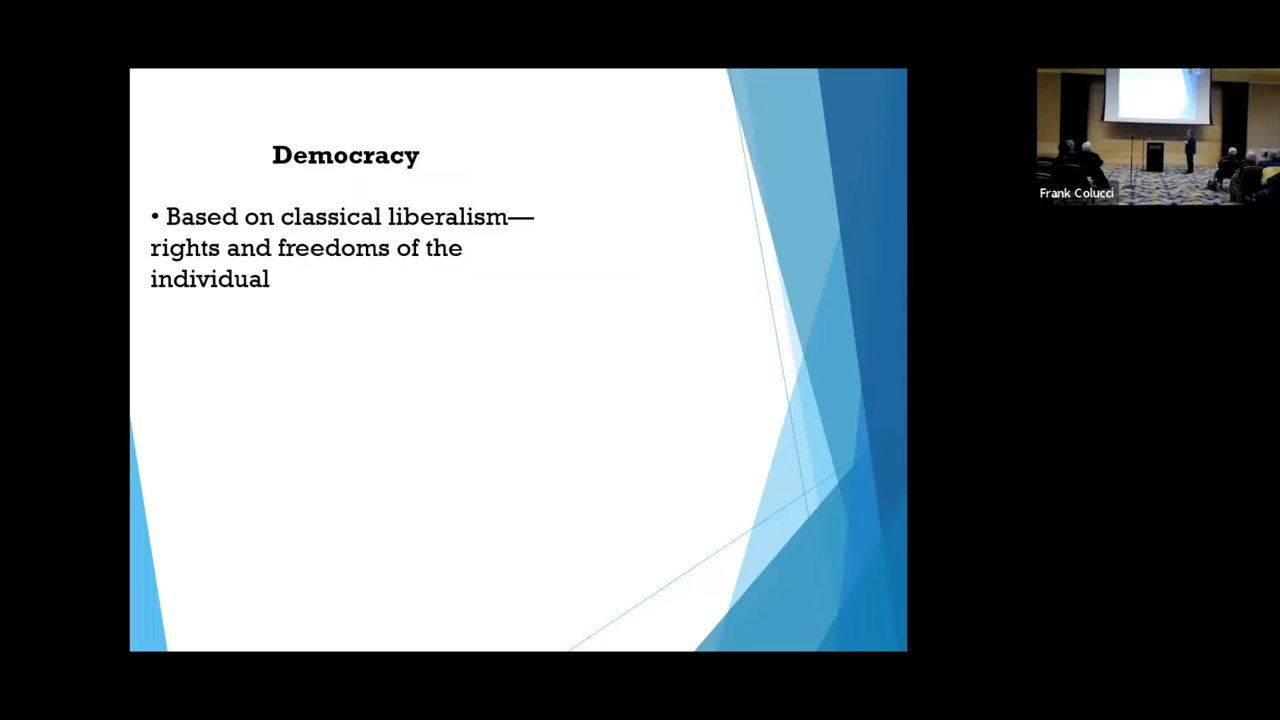 Democracy
• Based on classical liberalism—
rights and freedoms of the
individual
Frank Colucci